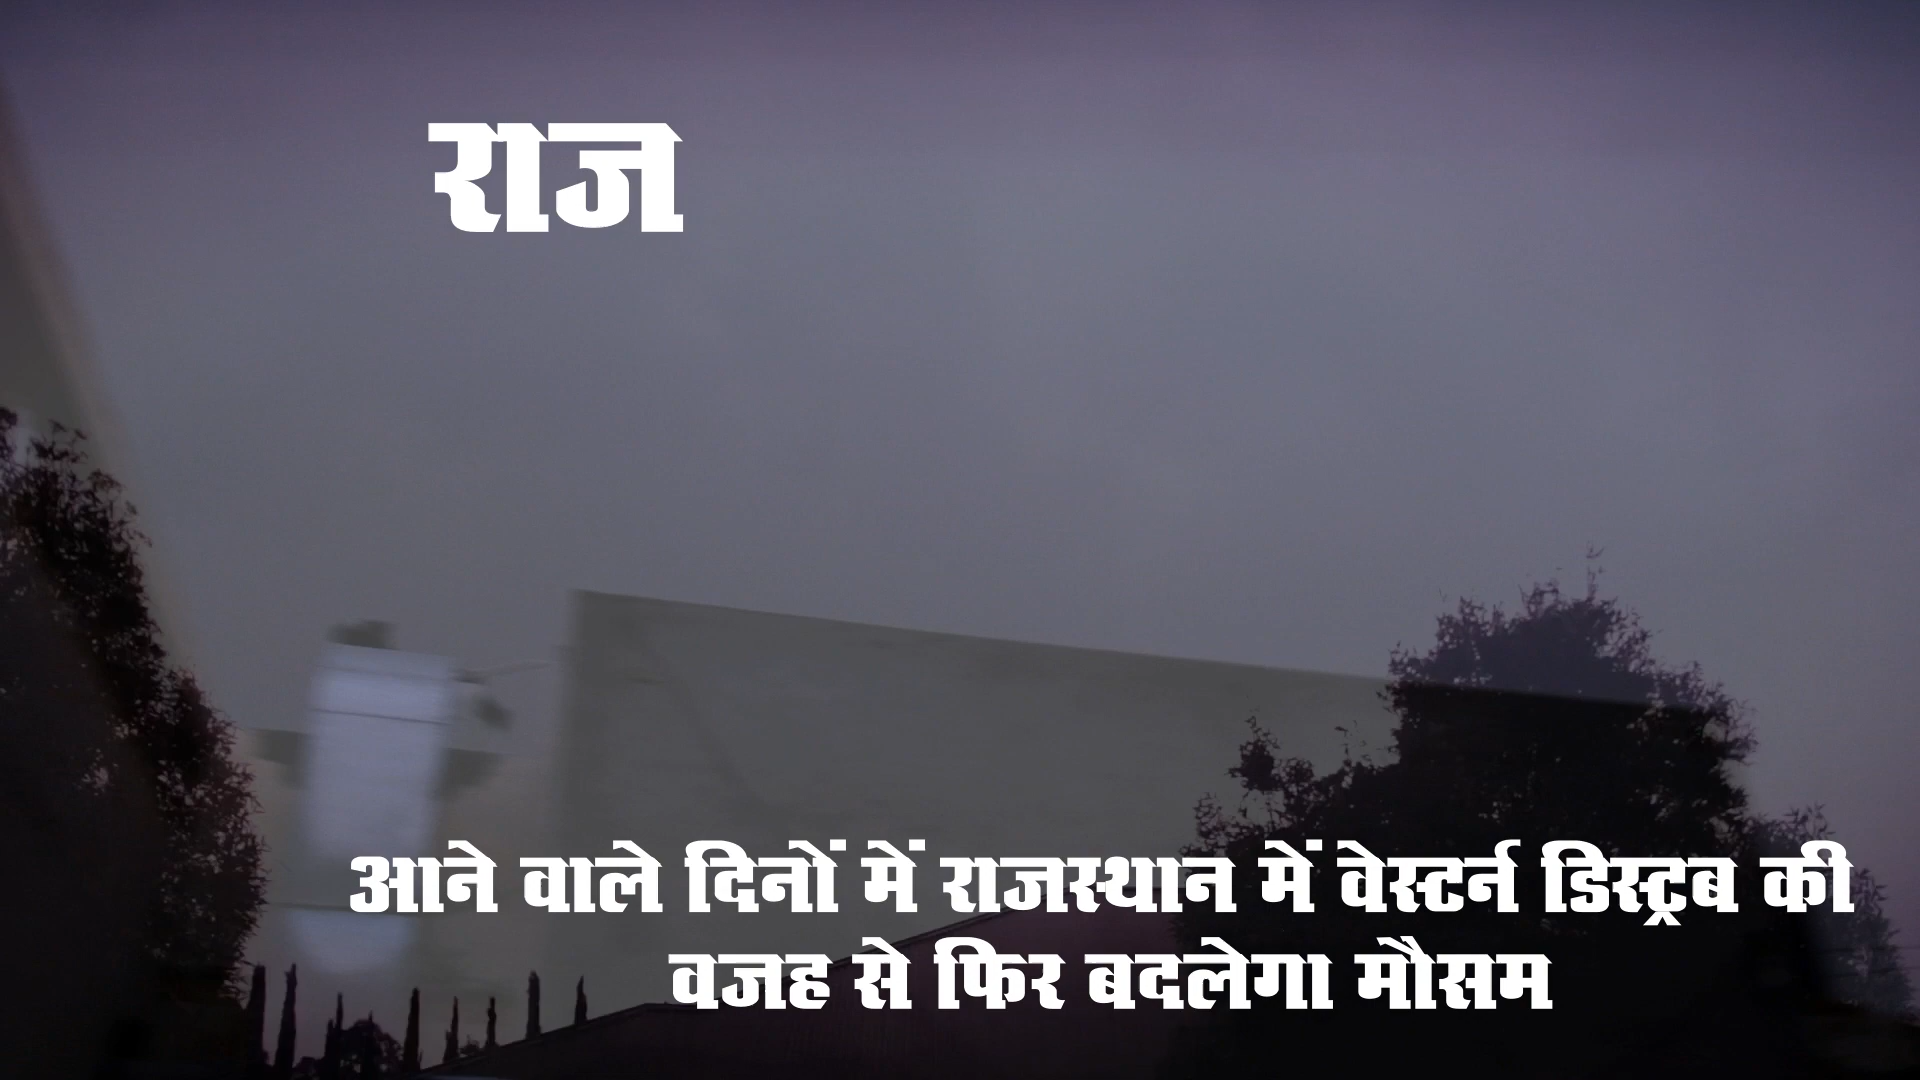 राज
आने वाले दिनों में राजस्थान में वेस्टर्न डिस्ट्रब की
वजह से फिर बदलेगा मौसम